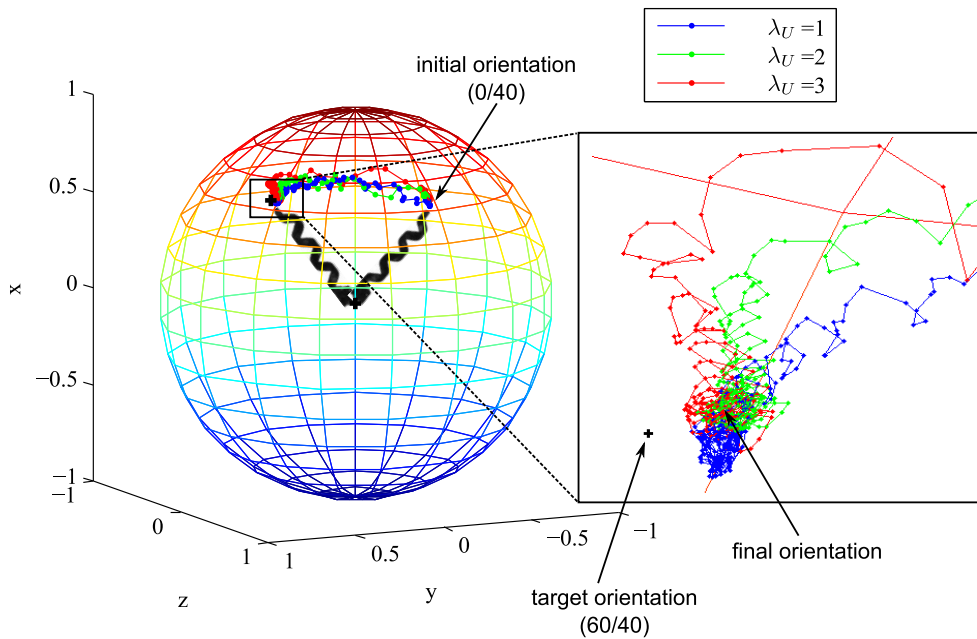 λU =1
λU =2
λU =3
initial orientation
(0/40)
1
0.5
0
−0.5
−1
x
−1
0
1
z
1
0.5
0
−0.5
−1
y
final orientation
target orientation
(60/40)